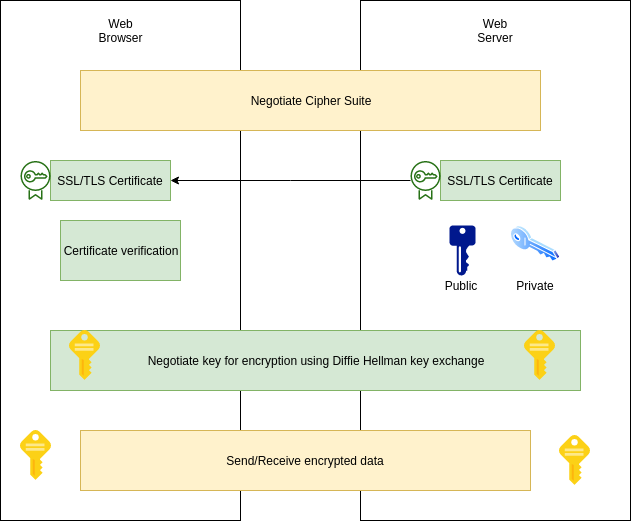 Web
Browser
Web
Server
Negotiate Cipher Suite
SSL/TLS Certificate
SSL/TLS Certificate
Certificate verification
Public
Private
Negotiate key for encryption using Diffie Hellman key exchange
Send/Receive encrypted data